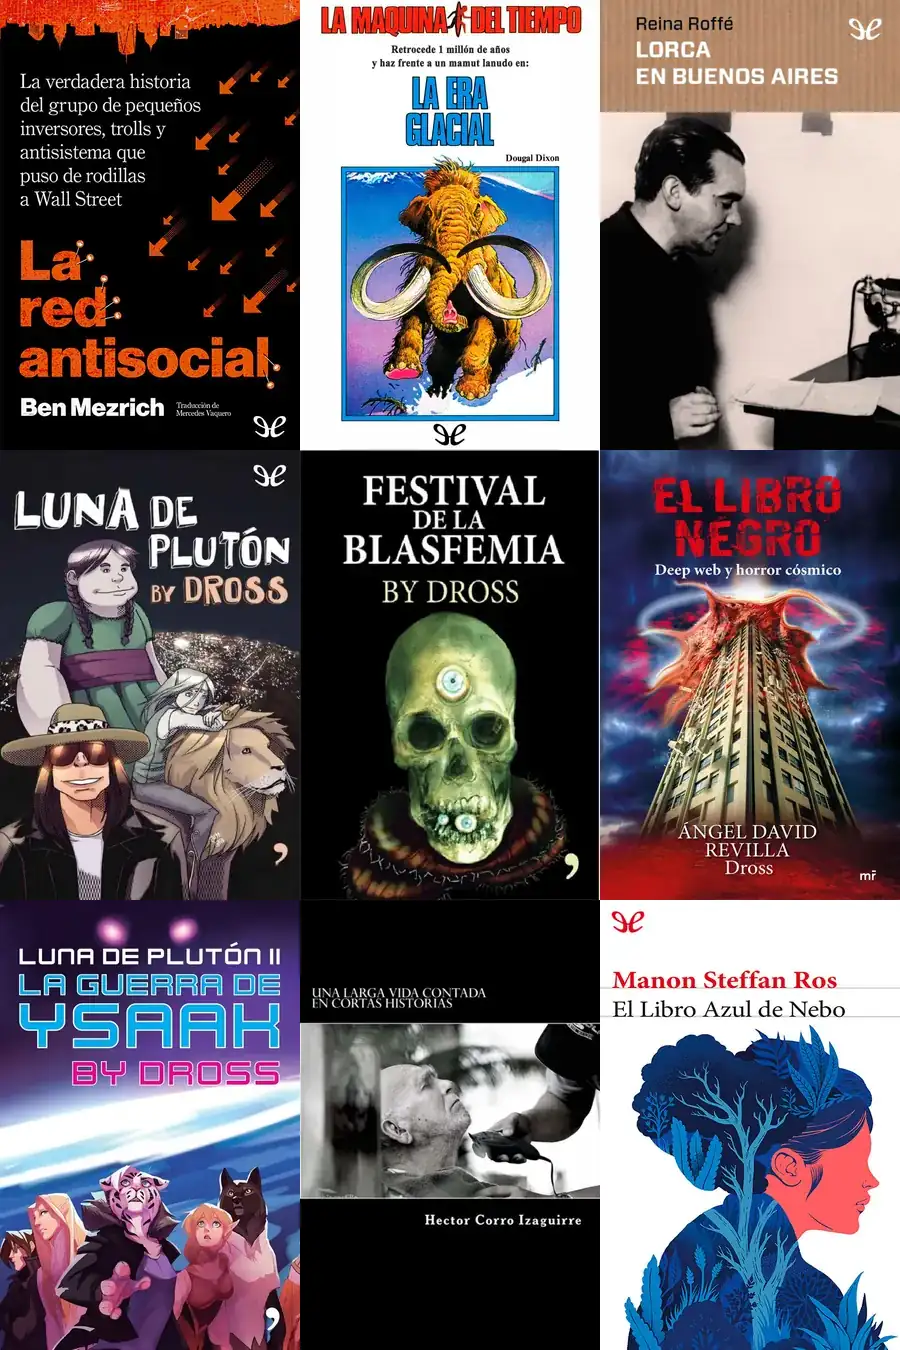 La verdadera historia
del grupo de pequeños
inversores, trolls y
antisistema que
puso de rodillas
a Wall Street
La
red
antisocial
Ben Mezrich
Traducción de
Mercedes Vaquero
LA MAQUINA DEL TIEMPO
Retrocede 1 millón de años
y haz frente a un mamut lanudo en:
LA ERA
GLACIAL
Dougal Dixon
Reina Roffé
LORCA
EN BUENOS AIRES
LUNA DE
PLUTÓN
BY DROSS
FESTIVAL
DE LA
BLASFEMIA
BY DROSS
EL LIBRO
NEGRO
Deep web y horror cósmico
ÁNGEL DAVID
REVILLA
Dross
mr
LUNA DE PLUTÓN II
LA GUERRA DE
YSAAK
BY DROSS
UNA LARGA VIDA CONTADA
EN CORTAS HISTORIAS
Hector Corro Izaguirre
Manon Steffan Ros
El Libro Azul de Nebo